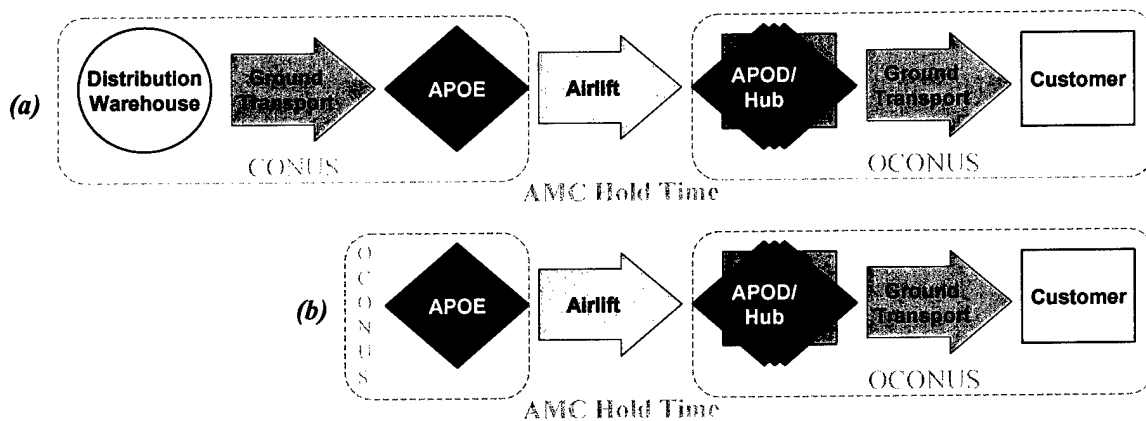 (a)
Distribution
Warehouse
Ground
Transport
APOE
Airlift
APOD/
Hub
Ground
Transport
Customer
CONUS
OCONUS
AMC Hold Time
(b)
OCONUS
APOE
Airlift
APOD/
Hub
Ground
Transport
Customer
OCONUS
AMC Hold Time